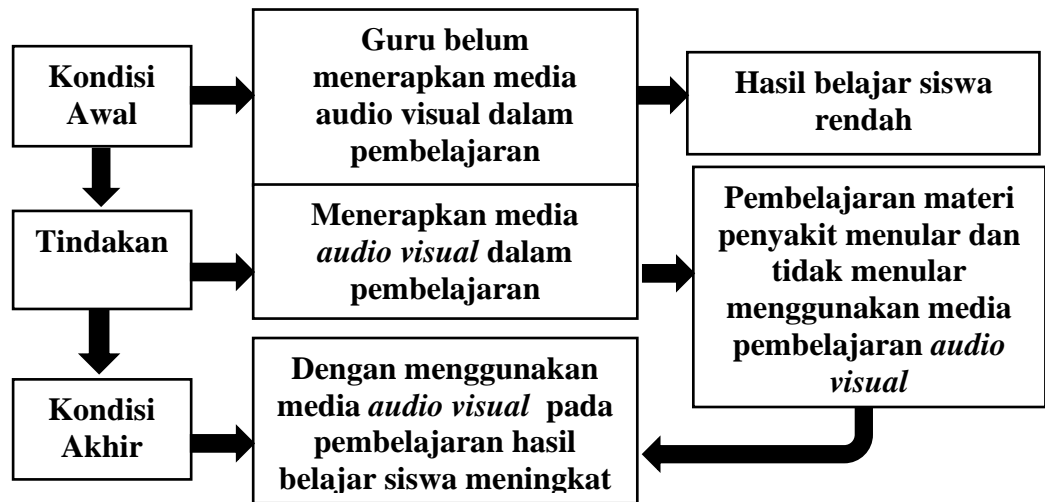 Kondisi
Awal
Guru belum
menerapkan media
audio visual dalam
pembelajaran
Hasil belajar siswa
rendah
Tindakan
Menerapkan media
audio visual dalam
pembelajaran
Pembelajaran materi
penyakit menular dan
tidak menular
menggunakan media
pembelajaran audio
visual
Kondisi
Akhir
Dengan menggunakan
media audio visual pada
pembelajaran hasil
belajar siswa meningkat